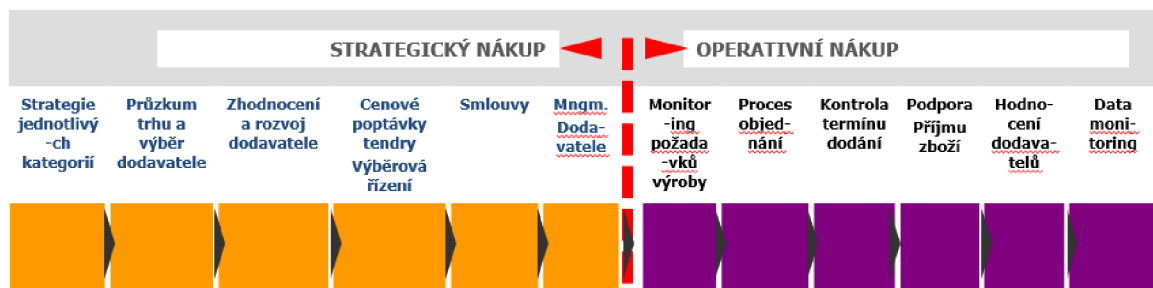 STRATEGICKÝ NÁKUP
OPERATIVNÍ NÁKUP
Strategie
jednotlivý
-ch
kategorií
Průzkum
trhu a
výběr
dodavatele
Zhodnocení
a rozvoj
dodavatele
Cenové
poptávky
tendry
Výběrová
řízení
Smlouvy
Mngm.
Doda-
vatele
Monitor
-ing
požada
-vků
výroby
Proces
objed-
nání
Kontrola
termínu
dodání
Podpora
Příjmu
zboží
Hodno-
cení
dodava-
telů
Data
moni-
toring